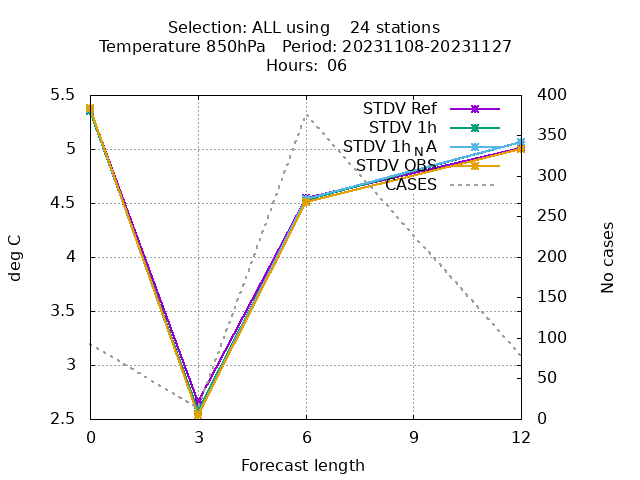 Selection: ALL using    24 stations
Temperature 850hPa   Period: 20231108-20231127
Hours: 06
STDV Ref
STDV 1h
STDV 1h_N A
STDV OBS
CASES
5.5
5
4.5
4
3.5
3
2.5
400
350
300
250
200
150
100
50
0
deg C
No cases
0 3 6 9 12
Forecast length